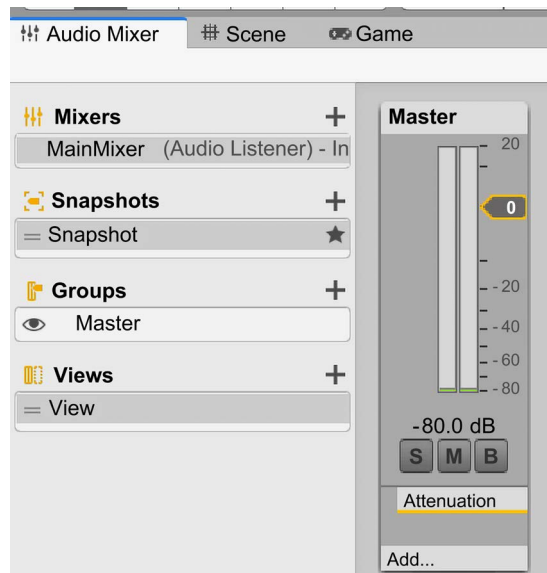 Audio Mixer
Scene
Game
Mixers
MainMixer (Audio Listener) - In
Snapshots
Snapshot
Groups
Master
Views
View
Master
20
0
- 20
- 40
- 60
- 80
-80.0 dB
S M B
Attenuation
Add...